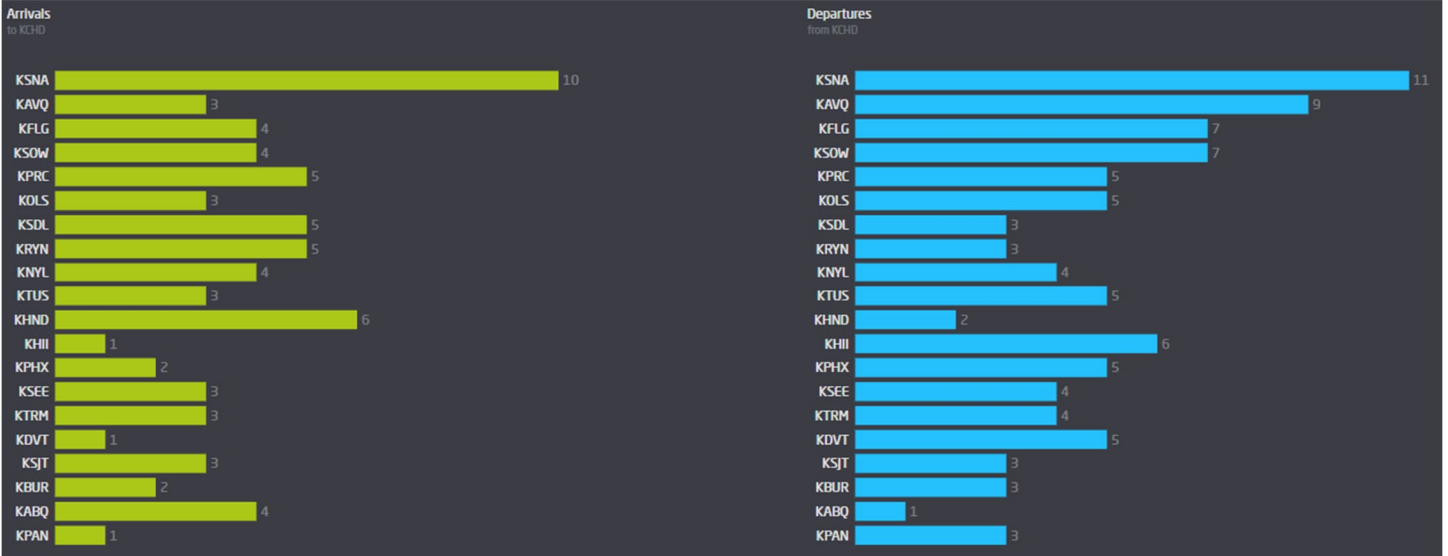 Arrivals
to KCHD
KSNA 10
KAVQ 3
KFLG 4
KSOW 4
KPRC 5
KOLS 3
KSDL 5
KRYN 5
KNYL 4
KTUS 3
KHND 6
KHII 1
KPHX 2
KSEE 3
KTRM 3
KDVT 1
KSJT 3
KBUR 2
KABQ 4
KPAN 1
Departures
from KCHD
KSNA 11
KAVQ 9
KFLG 7
KSOW 7
KPRC 5
KOLS 5
KSDL 3
KRYN 3
KNYL 4
KTUS 5
KHND 2
KHII 6
KPHX 5
KSEE 4
KTRM 4
KDVT 5
KSJT 3
KBUR 3
KABQ 1
KPAN 3